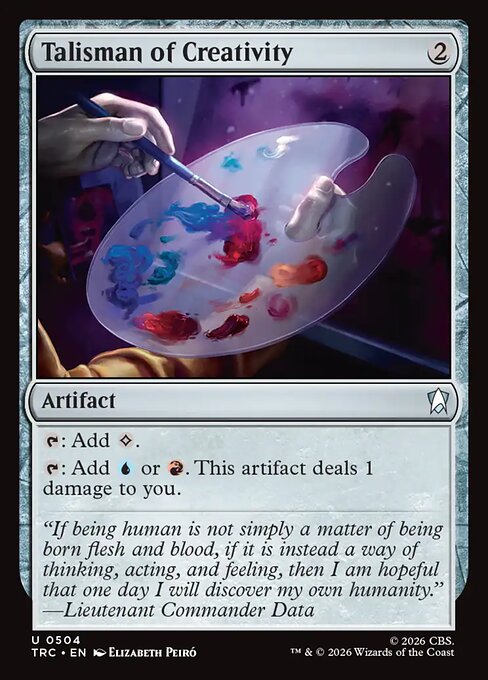 Talisman of Creativity 2
Artifact
: Add .
: Add or . This artifact deals 1
damage to you.
“If being human is not simply a matter of being
born flesh and blood, if it is instead a way of
thinking, acting, and feeling, then I am hopeful
that one day I will discover my own humanity.”
—Lieutenant Commander Data
U 0504
TRC • EN Elizabeth Peiró
© 2026 CBS.
™ & © 2026 Wizards of the Coast